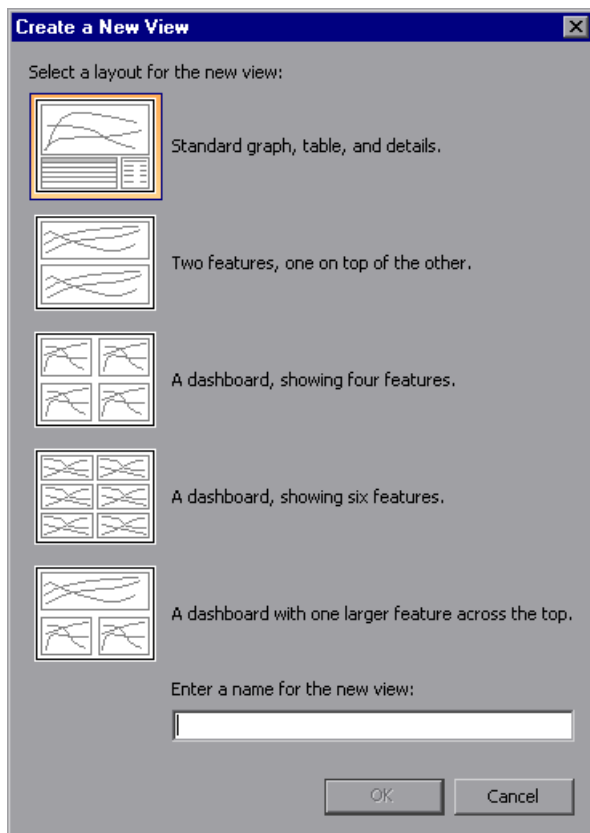 Create a New View
Select a layout for the new view:
Standard graph, table, and details.
Two features, one on top of the other.
A dashboard, showing four features.
A dashboard, showing six features.
A dashboard with one larger feature across the top.
Enter a name for the new view:
OK
Cancel